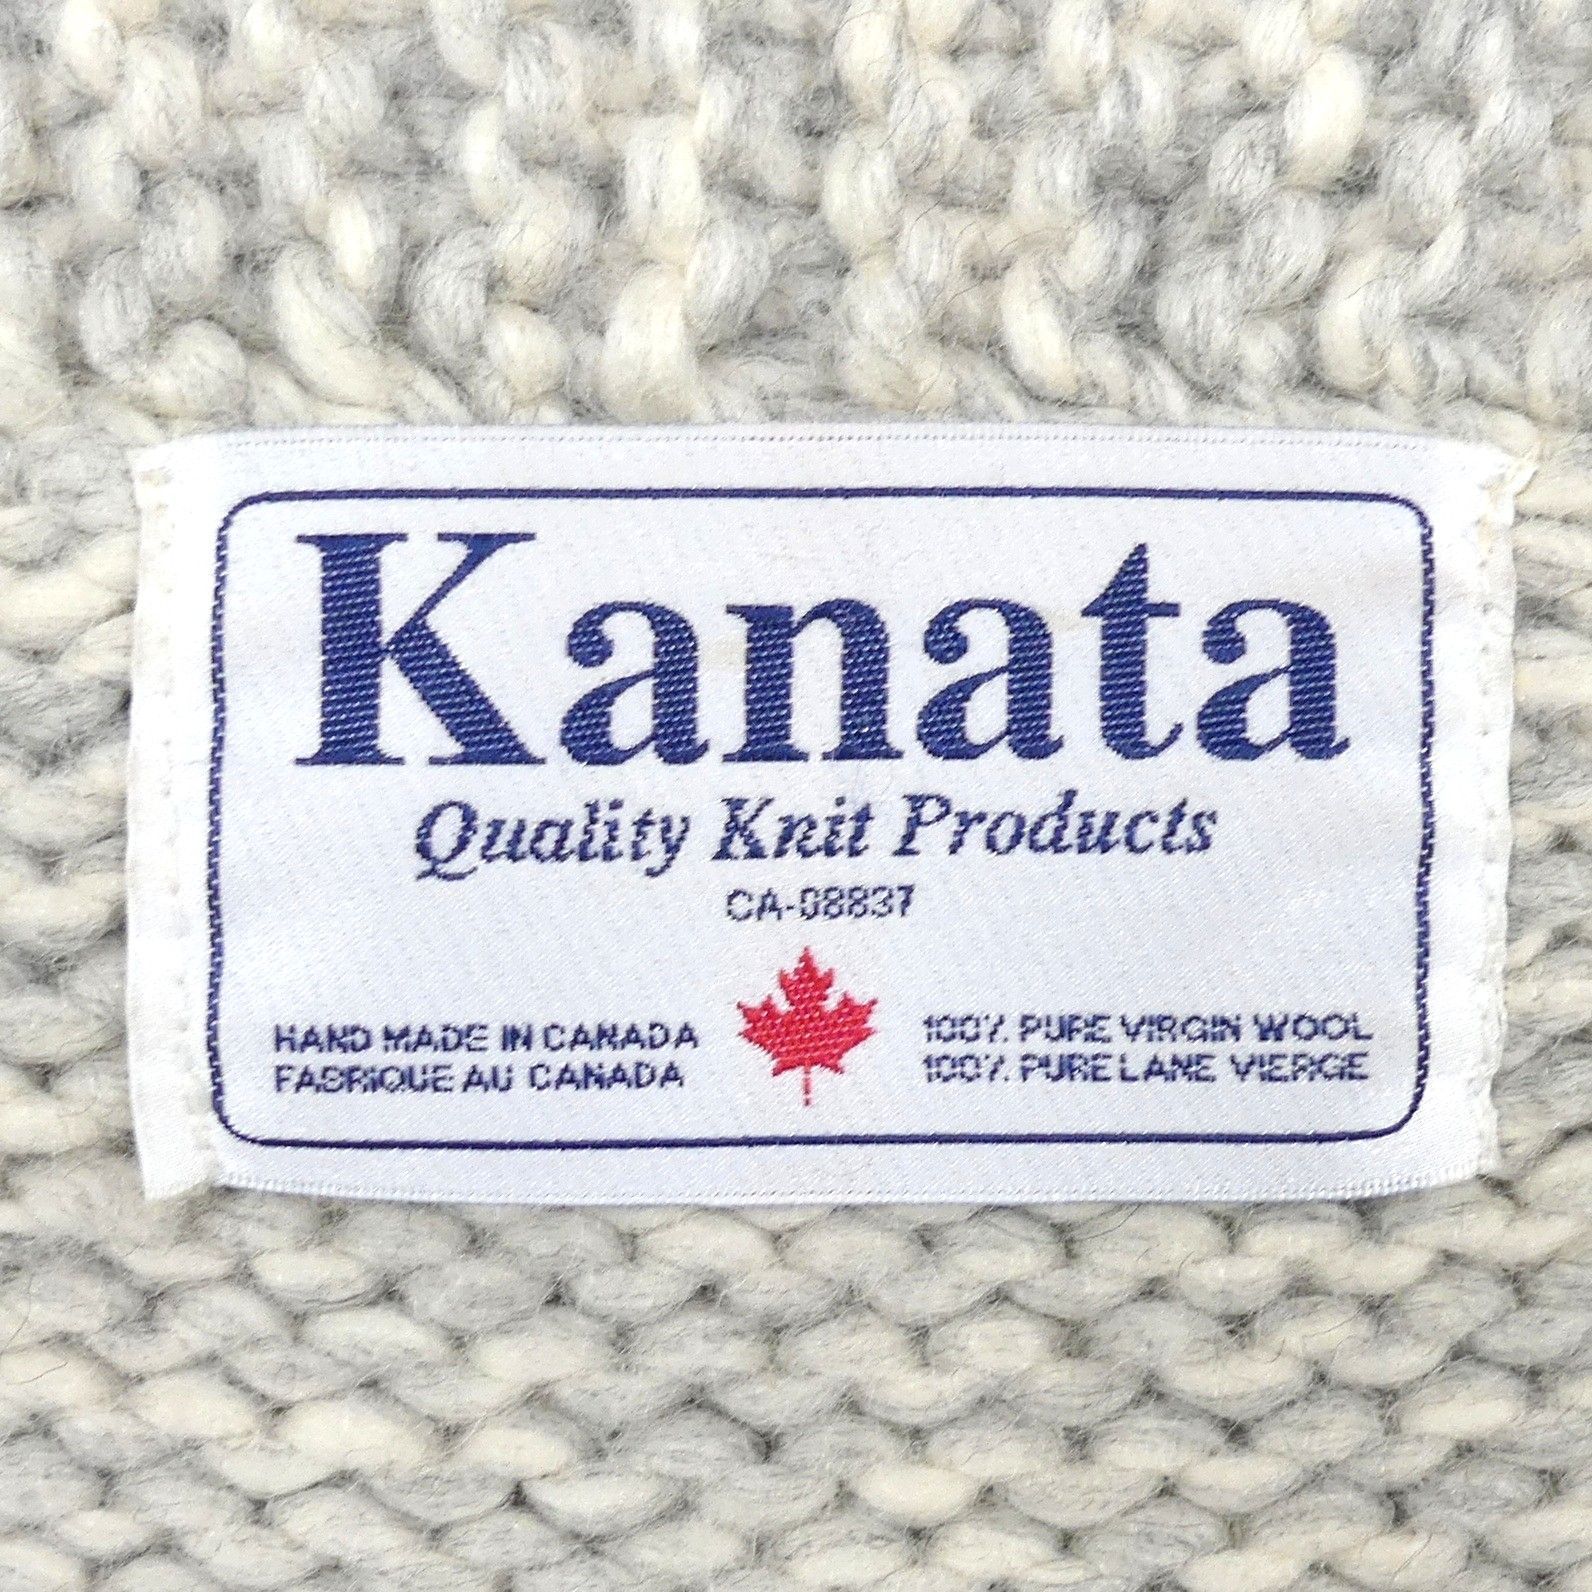 Kanata
Quality Knit Products
CA-08837
HAND MADE IN CANADA
FABRIQUE AU CANADA
100% PURE VIRGIN WOOL
100% PURE LANE VIERGE